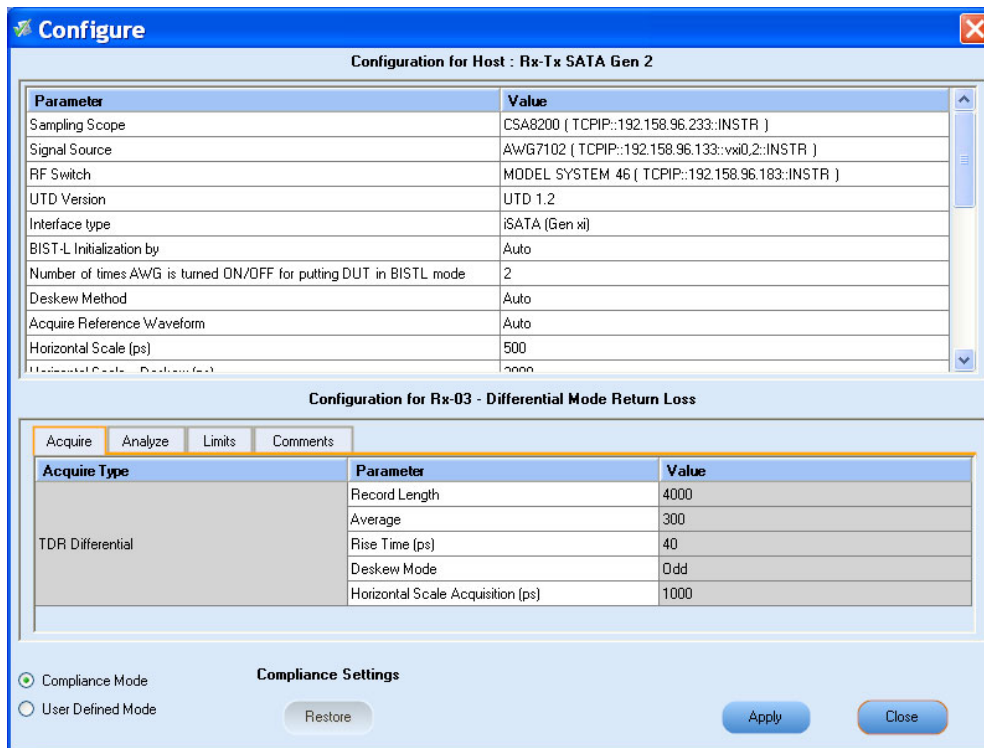 Configure
Configuration for Host : Rx-Tx SATA Gen 2
Parameter Value
Sampling Scope CSA8200 ( TCPIP::192.158.96.233::INSTR )
Signal Source AWG7102 ( TCPIP::192.158.96.133::vxi0,2::INSTR )
RF Switch MODEL SYSTEM 46 ( TCPIP::192.158.96.183::INSTR )
UTD Version UTD 1.2
Interface type iSATA (Gen xi)
BIST-L Initialization by Auto
Number of times AWG is turned ON/OFF for putting DUT in BISTL mode 2
Deskew Method Auto
Acquire Reference Waveform Auto
Horizontal Scale (ps) 500
Configuration for Rx-03 - Differential Mode Return Loss
Acquire Analyze Limits Comments
Acquire Type Parameter Value
Record Length 4000
Average 300
TDR Differential Rise Time (ps) 40
Deskew Mode Odd
Horizontal Scale Acquisition (ps) 1000
Compliance Mode Compliance Settings
User Defined Mode Restore Apply Close